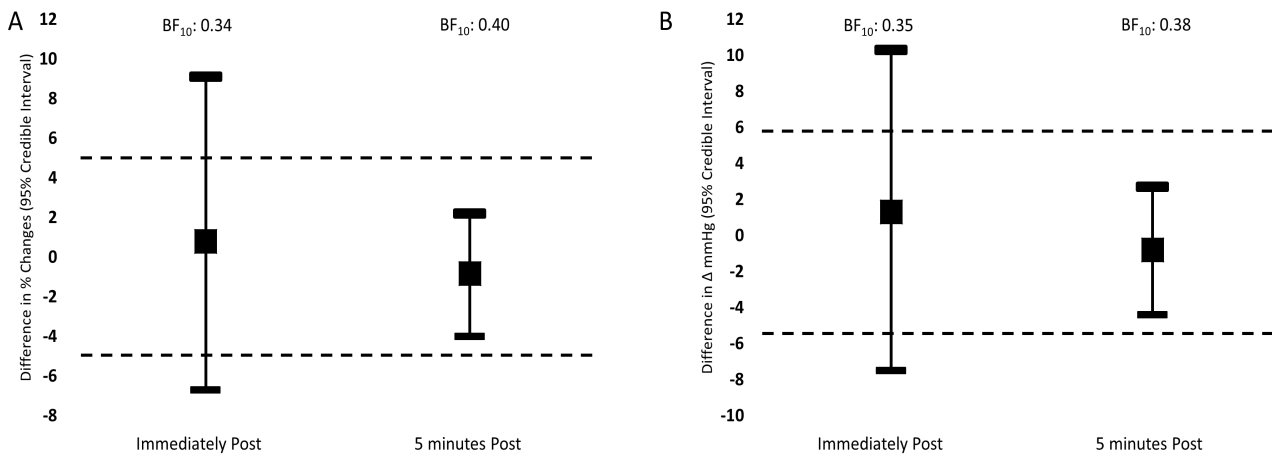 A
Difference in % Changes (95% Credible Interval)
12
10
8
6
4
2
0
-2
-4
-6
-8
BF₁₀: 0.34
BF₁₀: 0.40
Immediately Post
5 minutes Post
B
Difference in Δ mmHg (95% Credible Interval)
12
10
8
6
4
2
0
-2
-4
-6
-8
-10
BF₁₀: 0.35
BF₁₀: 0.38
Immediately Post
5 minutes Post